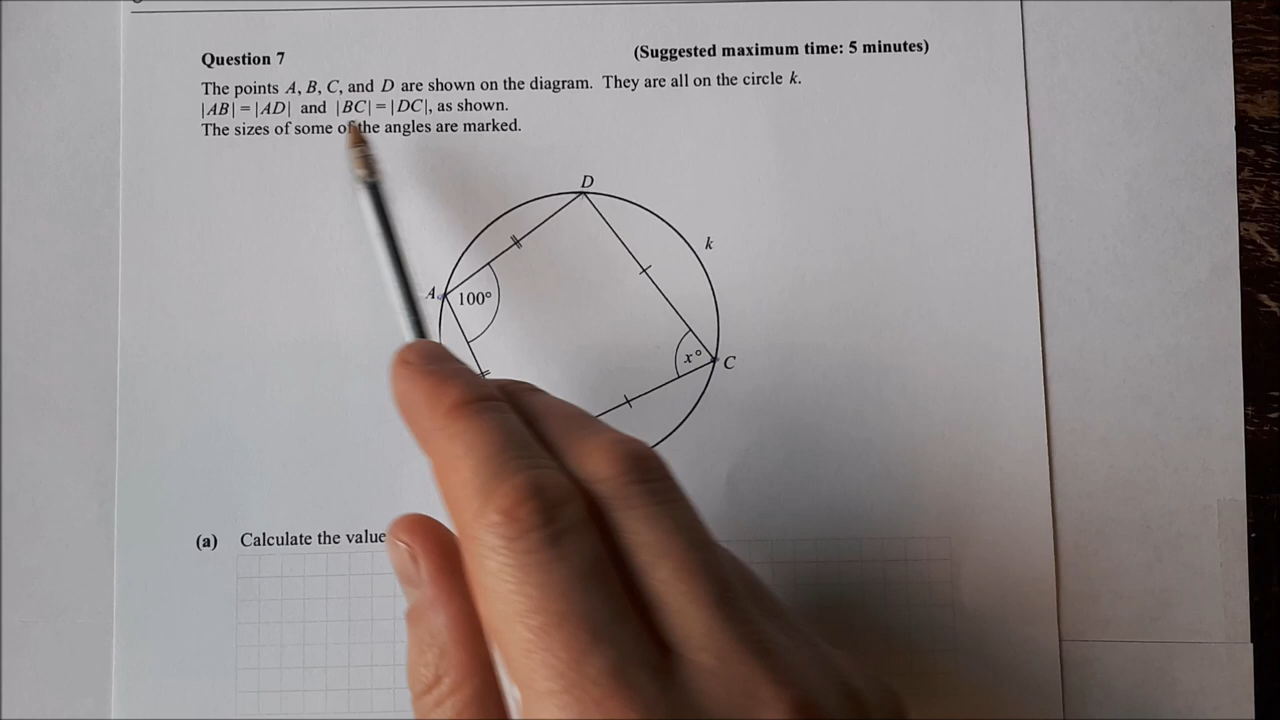 Question 7
(Suggested maximum time: 5 minutes)
The points A, B, C, and D are shown on the diagram. They are all on the circle k.
|AB| = |AD| and |BC| = |DC|, as shown.
The sizes of some of the angles are marked.
D
k
A
100°
x°
C
(a) Calculate the value